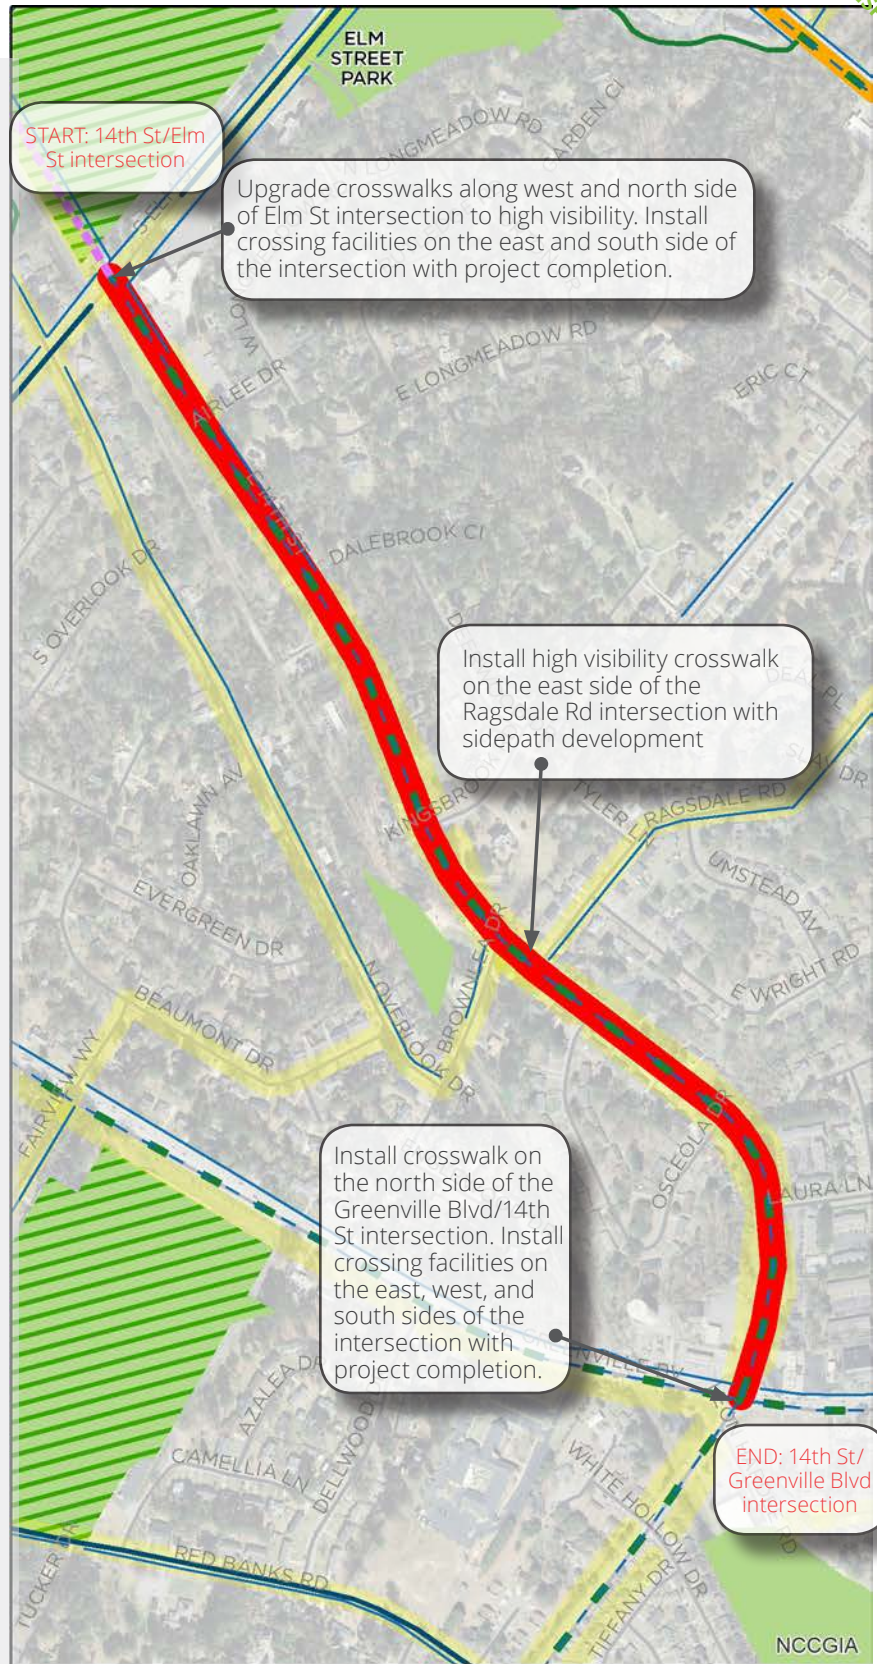 ELM
STREET
PARK
START: 14th St/Elm
St intersection
LONGMEADOW RD
GARDEN CI
Upgrade crosswalks along west and north side
of Elm St intersection to high visibility. Install
crossing facilities on the east and south side of
the intersection with project completion.
E LONGMEADOW RD
ERIC CT
AIRLEE DR
E 14TH ST
DALEBROOK CI
S OVERLOOK DR
Install high visibility crosswalk
on the east side of the
Ragsdale Rd intersection with
sidepath development
KINGSBROOK
TYLER LN
RAGSDALE RD
OAKLAWN AV
UMSTEAD AV
EVERGREEN DR
E WRIGHT RD
N OVERLOOK DR
BROWNLEA DR
BEAUMONT DR
FAIRVIEW WY
OSCEOLA DR
LAURA LN
Install crosswalk on
the north side of the
Greenville Blvd/14th
St intersection. Install
crossing facilities on
the east, west, and
south sides of the
intersection with
project completion.
AZALEA DR
DELLWOOD
CAMELLIA LN
WHITE HOLLOW DR
END: 14th St/
Greenville Blvd
intersection
TUCKER DR
RED BANKS RD
TIFFANY DR
RD
NCCGIA